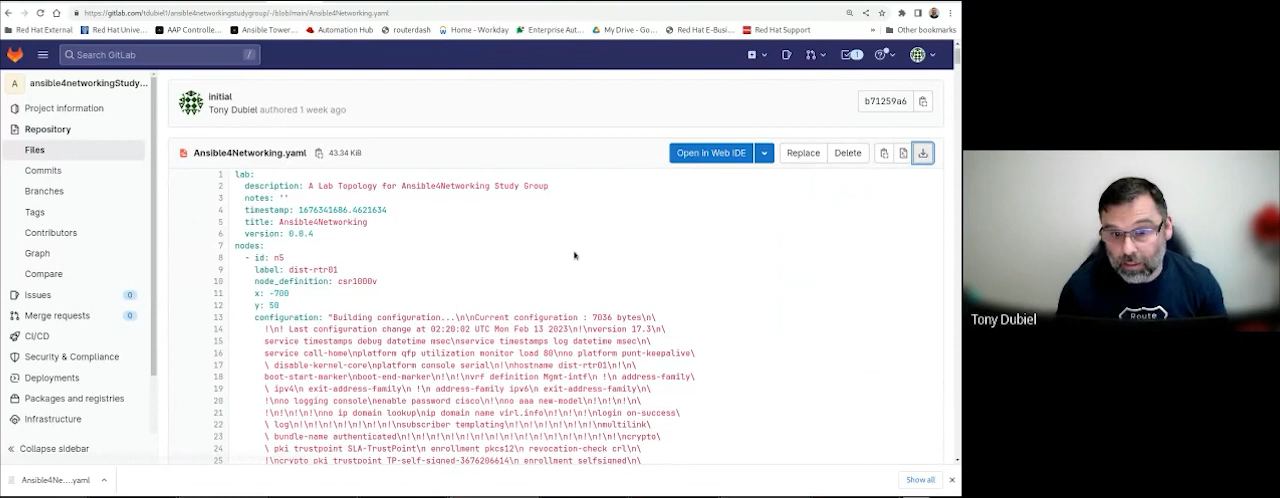 https://gitlab.com/tdubiel1/ansible4networkingstudygroup/-/blob/main/Ansible4Networking.yaml
Red Hat External
Red Hat Unive...
AAP Controlle...
Ansible Tower...
Automation Hub
routerdash
Home - Workday
Enterprise Aut...
My Drive - Go...
Red Hat E-Busi...
Red Hat Support
»
Other bookmarks
Search GitLab
/
1
A ansible4networkingStudy...
Project information
Repository
Files
Commits
Branches
Tags
Contributors
Graph
Compare
Issues 0
Merge requests 0
CI/CD
Security & Compliance
Deployments
Packages and registries
Infrastructure
« Collapse sidebar
initial
Tony Dubiel authored 1 week ago
b71259a6
Ansible4Networking.yaml 43.34 KiB
Open in Web IDE
Replace
Delete
1 lab:
2 description: A Lab Topology for Ansible4Networking Study Group
3 notes: ''
4 timestamp: 1676341686.4621634
5 title: Ansible4Networking
6 version: 0.0.4
7 nodes:
8 - id: n5
9 label: dist-rtr01
10 node_definition: csr1000v
11 x: -700
12 y: 50
13 configuration: "Building configuration...\n\nCurrent configuration : 7036 bytes\n\
14 !\n! Last configuration change at 02:20:02 UTC Mon Feb 13 2023\n!\nversion 17.3\n\
15 service timestamps debug datetime msec\nservice timestamps log datetime msec\n\
16 service call-home\nplatform qfp utilization monitor load 80\nno platform punt-keepalive\
17 \ disable-kernel-core\nplatform console serial\n!\nhostname dist-rtr01\n!\n!\n\
18 boot-start-marker\nboot-end-marker\n!\n!\nvrf definition Mgmt-intf\n !\n address-family\
19 \ ipv4\n exit-address-family\n !\n address-family ipv6\n exit-address-family\n\
20 !\nno logging console\nenable password cisco\n!\nno aaa new-model\n!\n!\n!\n\
21 !\n!\n!\n!\nno ip domain lookup\nip domain name virl.info\n!\n!\n!\nlogin on-success\
22 \ log\n!\n!\n!\n!\n!\nsubscriber templating\n!\n!\n!\n!\nmultilink\
23 \ bundle-name authenticated\n!\n!\n!\n!\n!\n!\n!\n!\n!\n!\n!\n!\n!\ncrypto\
24 \ pki trustpoint SLA-TrustPoint\n enrollment pkcs12\n revocation-check crl\n!\
25 !\ncrypto pki trustpoint TP-self-signed-3676206614\n enrollment selfsigned\n\
Ansible4Ne....yaml
Show all
Route
Tony Dubiel